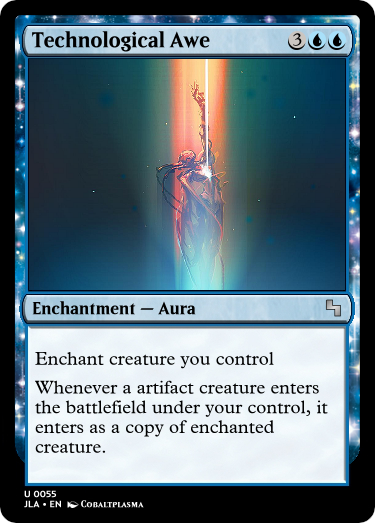 Technological Awe 3
Enchantment — Aura
Enchant creature you control
Whenever a artifact creature enters
the battlefield under your control, it
enters as a copy of enchanted
creature.
U 0055
JLA • EN Cobaltplasma